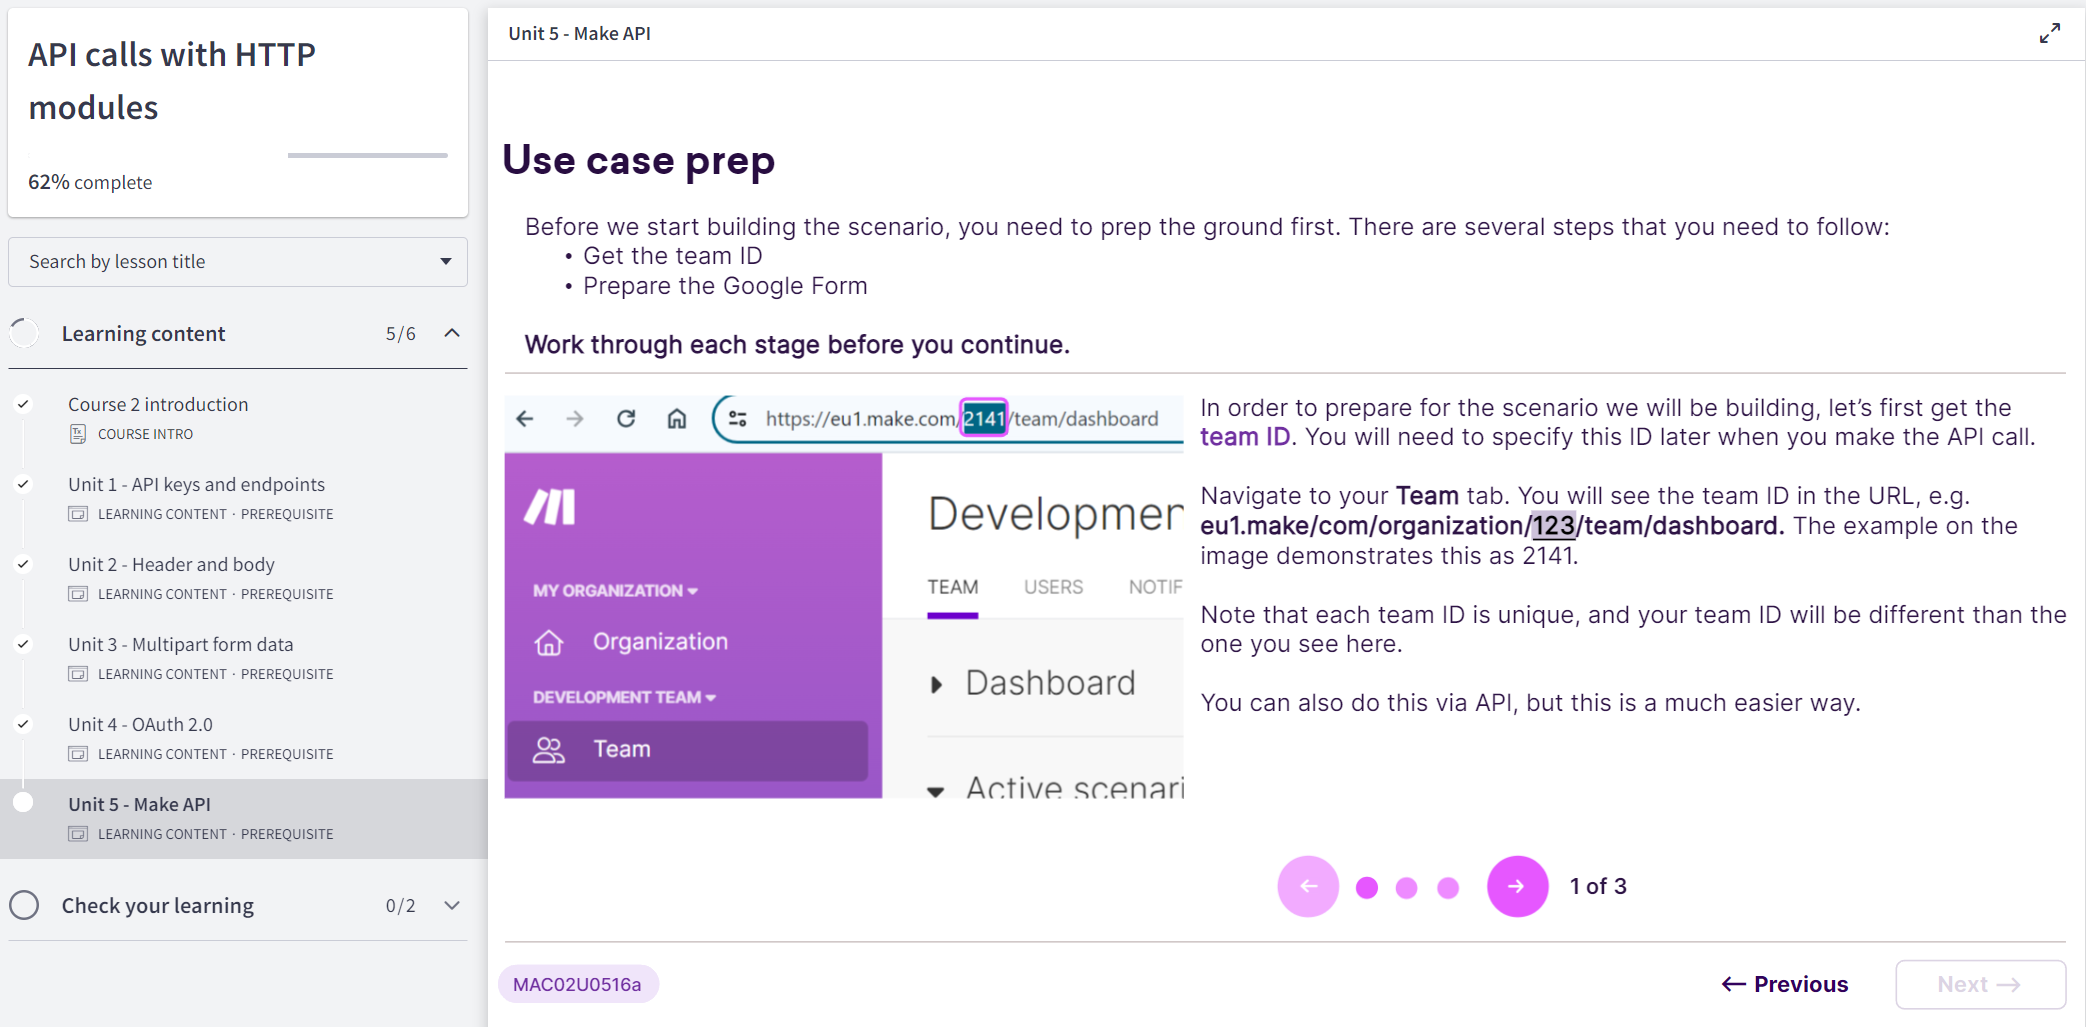 API calls with HTTP
modules
62% complete
Search by lesson title
Learning content 5/6
Course 2 introduction
COURSE INTRO
Unit 1 - API keys and endpoints
LEARNING CONTENT · PREREQUISITE
Unit 2 - Header and body
LEARNING CONTENT · PREREQUISITE
Unit 3 - Multipart form data
LEARNING CONTENT · PREREQUISITE
Unit 4 - OAuth 2.0
LEARNING CONTENT · PREREQUISITE
Unit 5 - Make API
LEARNING CONTENT · PREREQUISITE
Check your learning 0/2
Unit 5 - Make API
Use case prep
Before we start building the scenario, you need to prep the ground first. There are several steps that you need to follow:
• Get the team ID
• Prepare the Google Form
Work through each stage before you continue.
https://eu1.make.com/2141/team/dashboard
MY ORGANIZATION
Organization
DEVELOPMENT TEAM
Team
Developmen
TEAM USERS NOTIF
Dashboard
Active scenari
In order to prepare for the scenario we will be building, let's first get the
team ID. You will need to specify this ID later when you make the API call.
Navigate to your Team tab. You will see the team ID in the URL, e.g.
eu1.make/com/organization/123/team/dashboard. The example on the
image demonstrates this as 2141.
Note that each team ID is unique, and your team ID will be different than the
one you see here.
You can also do this via API, but this is a much easier way.
1 of 3
MAC02U0516a
← Previous
Next →